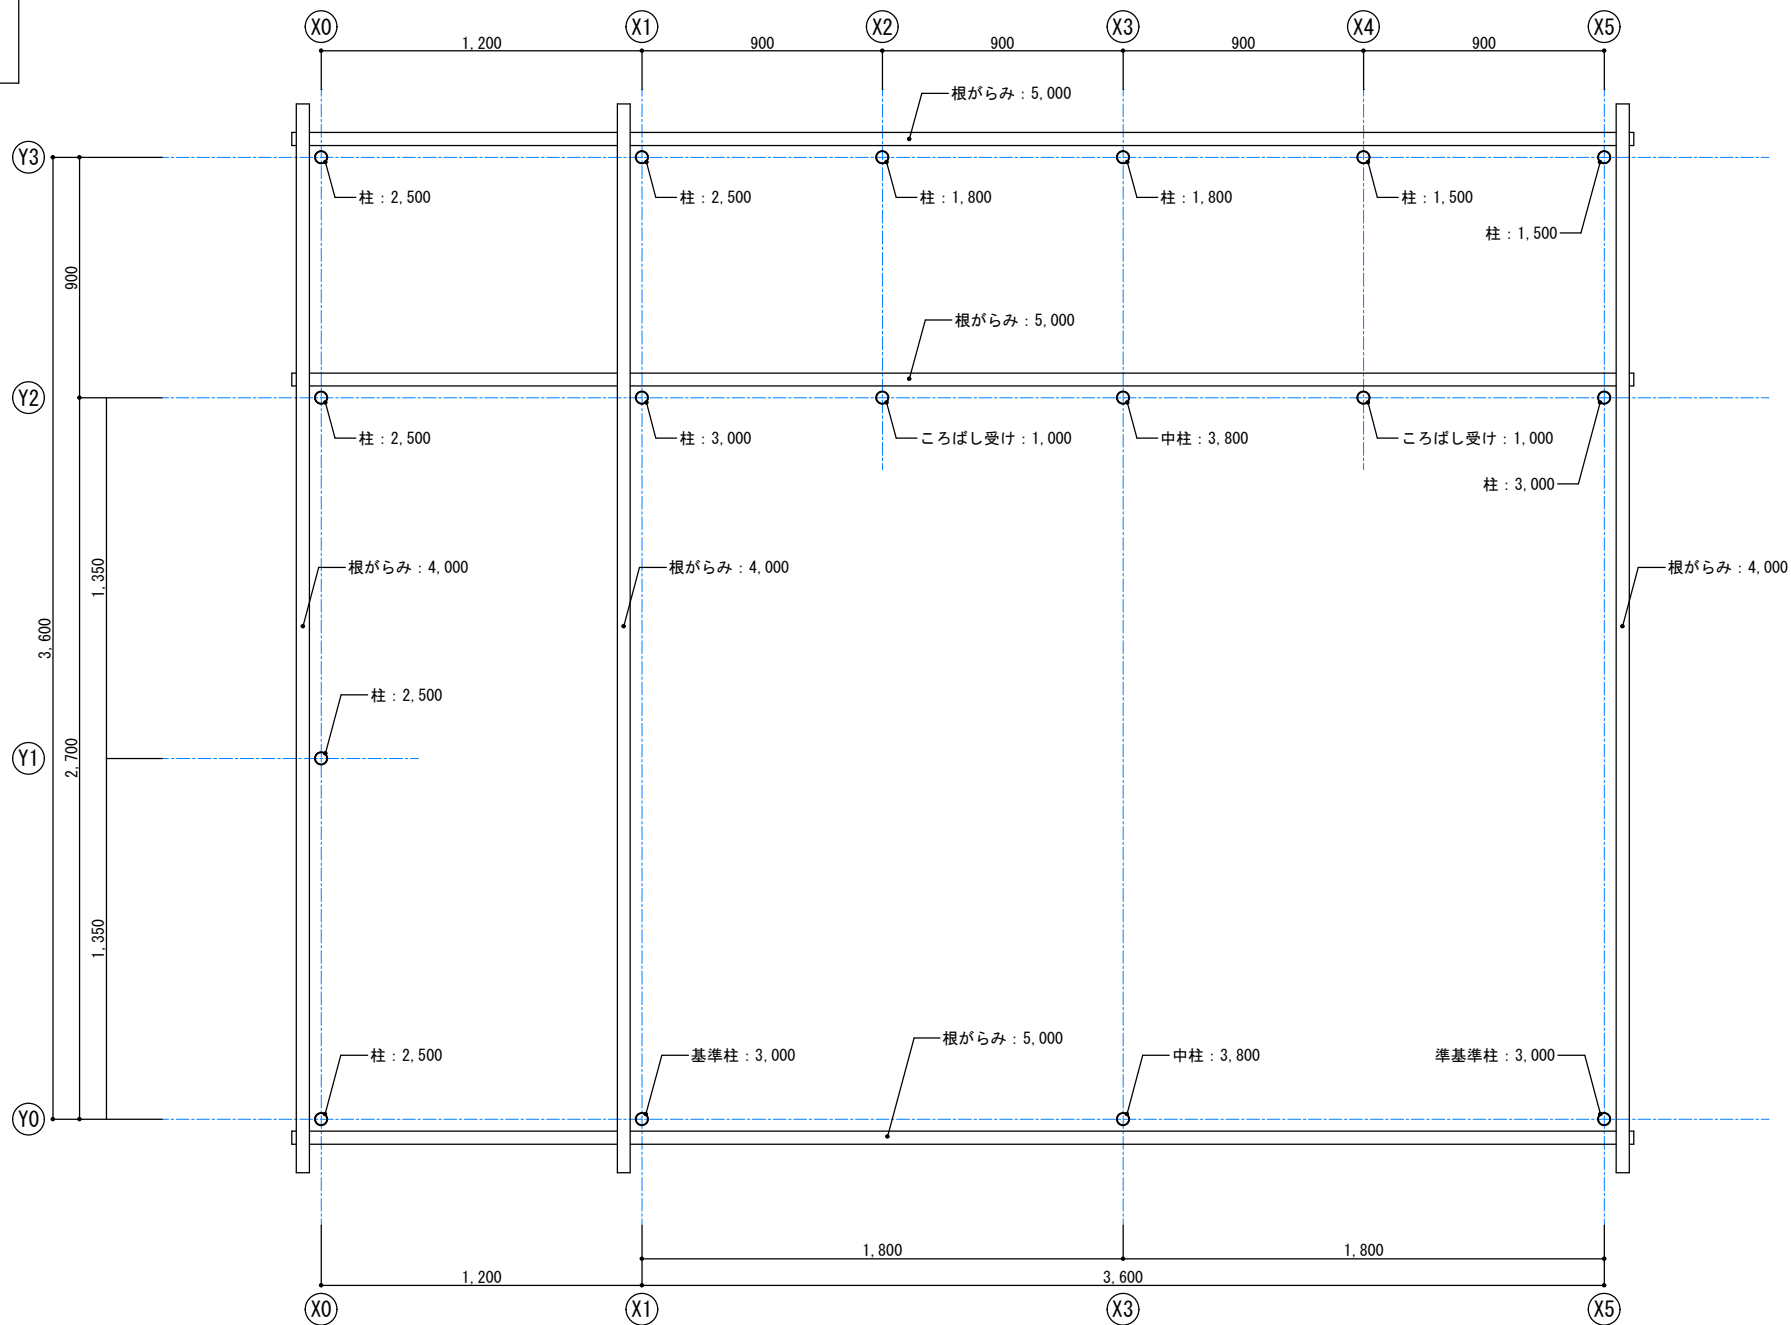 X0 X1 X2 X3 X4 X5
1,200 900 900 900 900
根がらみ：5,000
Y3
柱：2,500 柱：2,500 柱：1,800 柱：1,800 柱：1,500
柱：1,500
900
根がらみ：5,000
Y2
柱：2,500 柱：3,000 ころばし受け：1,000 中柱：3,800 ころばし受け：1,000
柱：3,000
1,350
根がらみ：4,000 根がらみ：4,000 根がらみ：4,000
3,600
柱：2,500
Y1
2,700
1,350
根がらみ：5,000
柱：2,500 基準柱：3,000 中柱：3,800 準基準柱：3,000
Y0
1,800 1,800
1,200 3,600
X0 X1 X3 X5